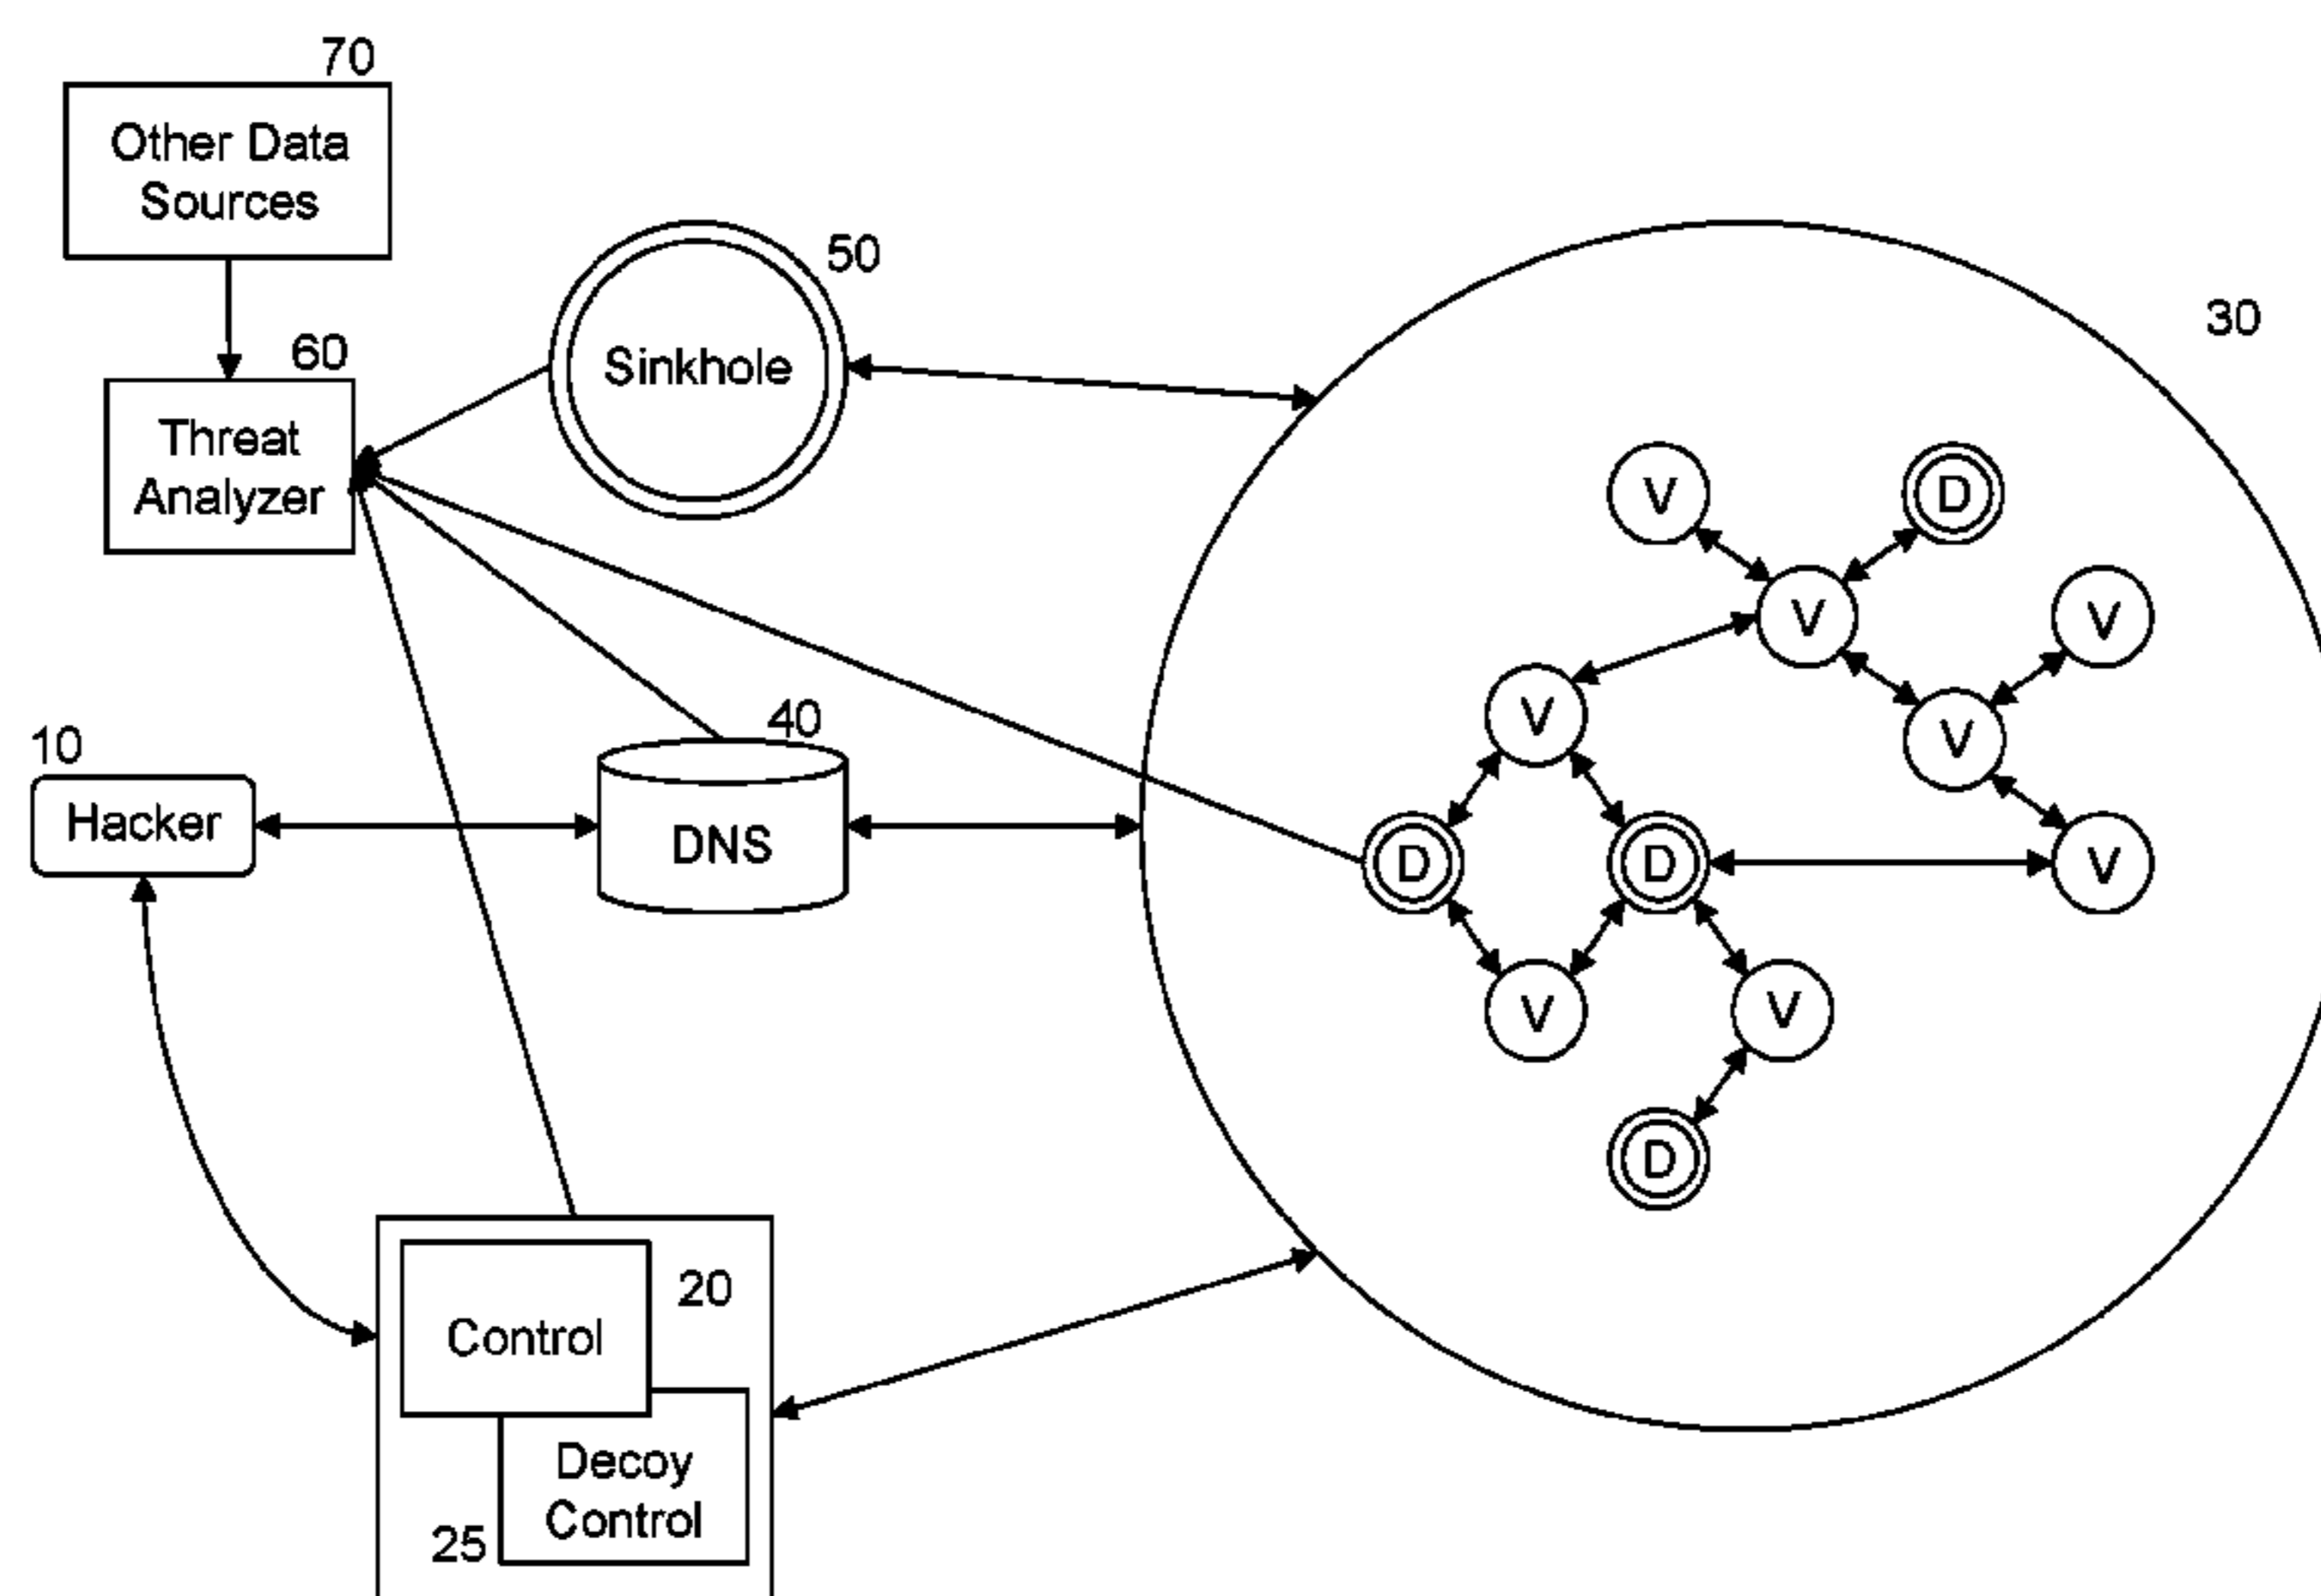 70
Other Data
Sources
50
30
60
Sinkhole
Threat
Analyzer
V
D
V
V
V
V
40
10
Hacker
DNS
D
D
V
V
V
D
20
Control
Decoy
Control
25